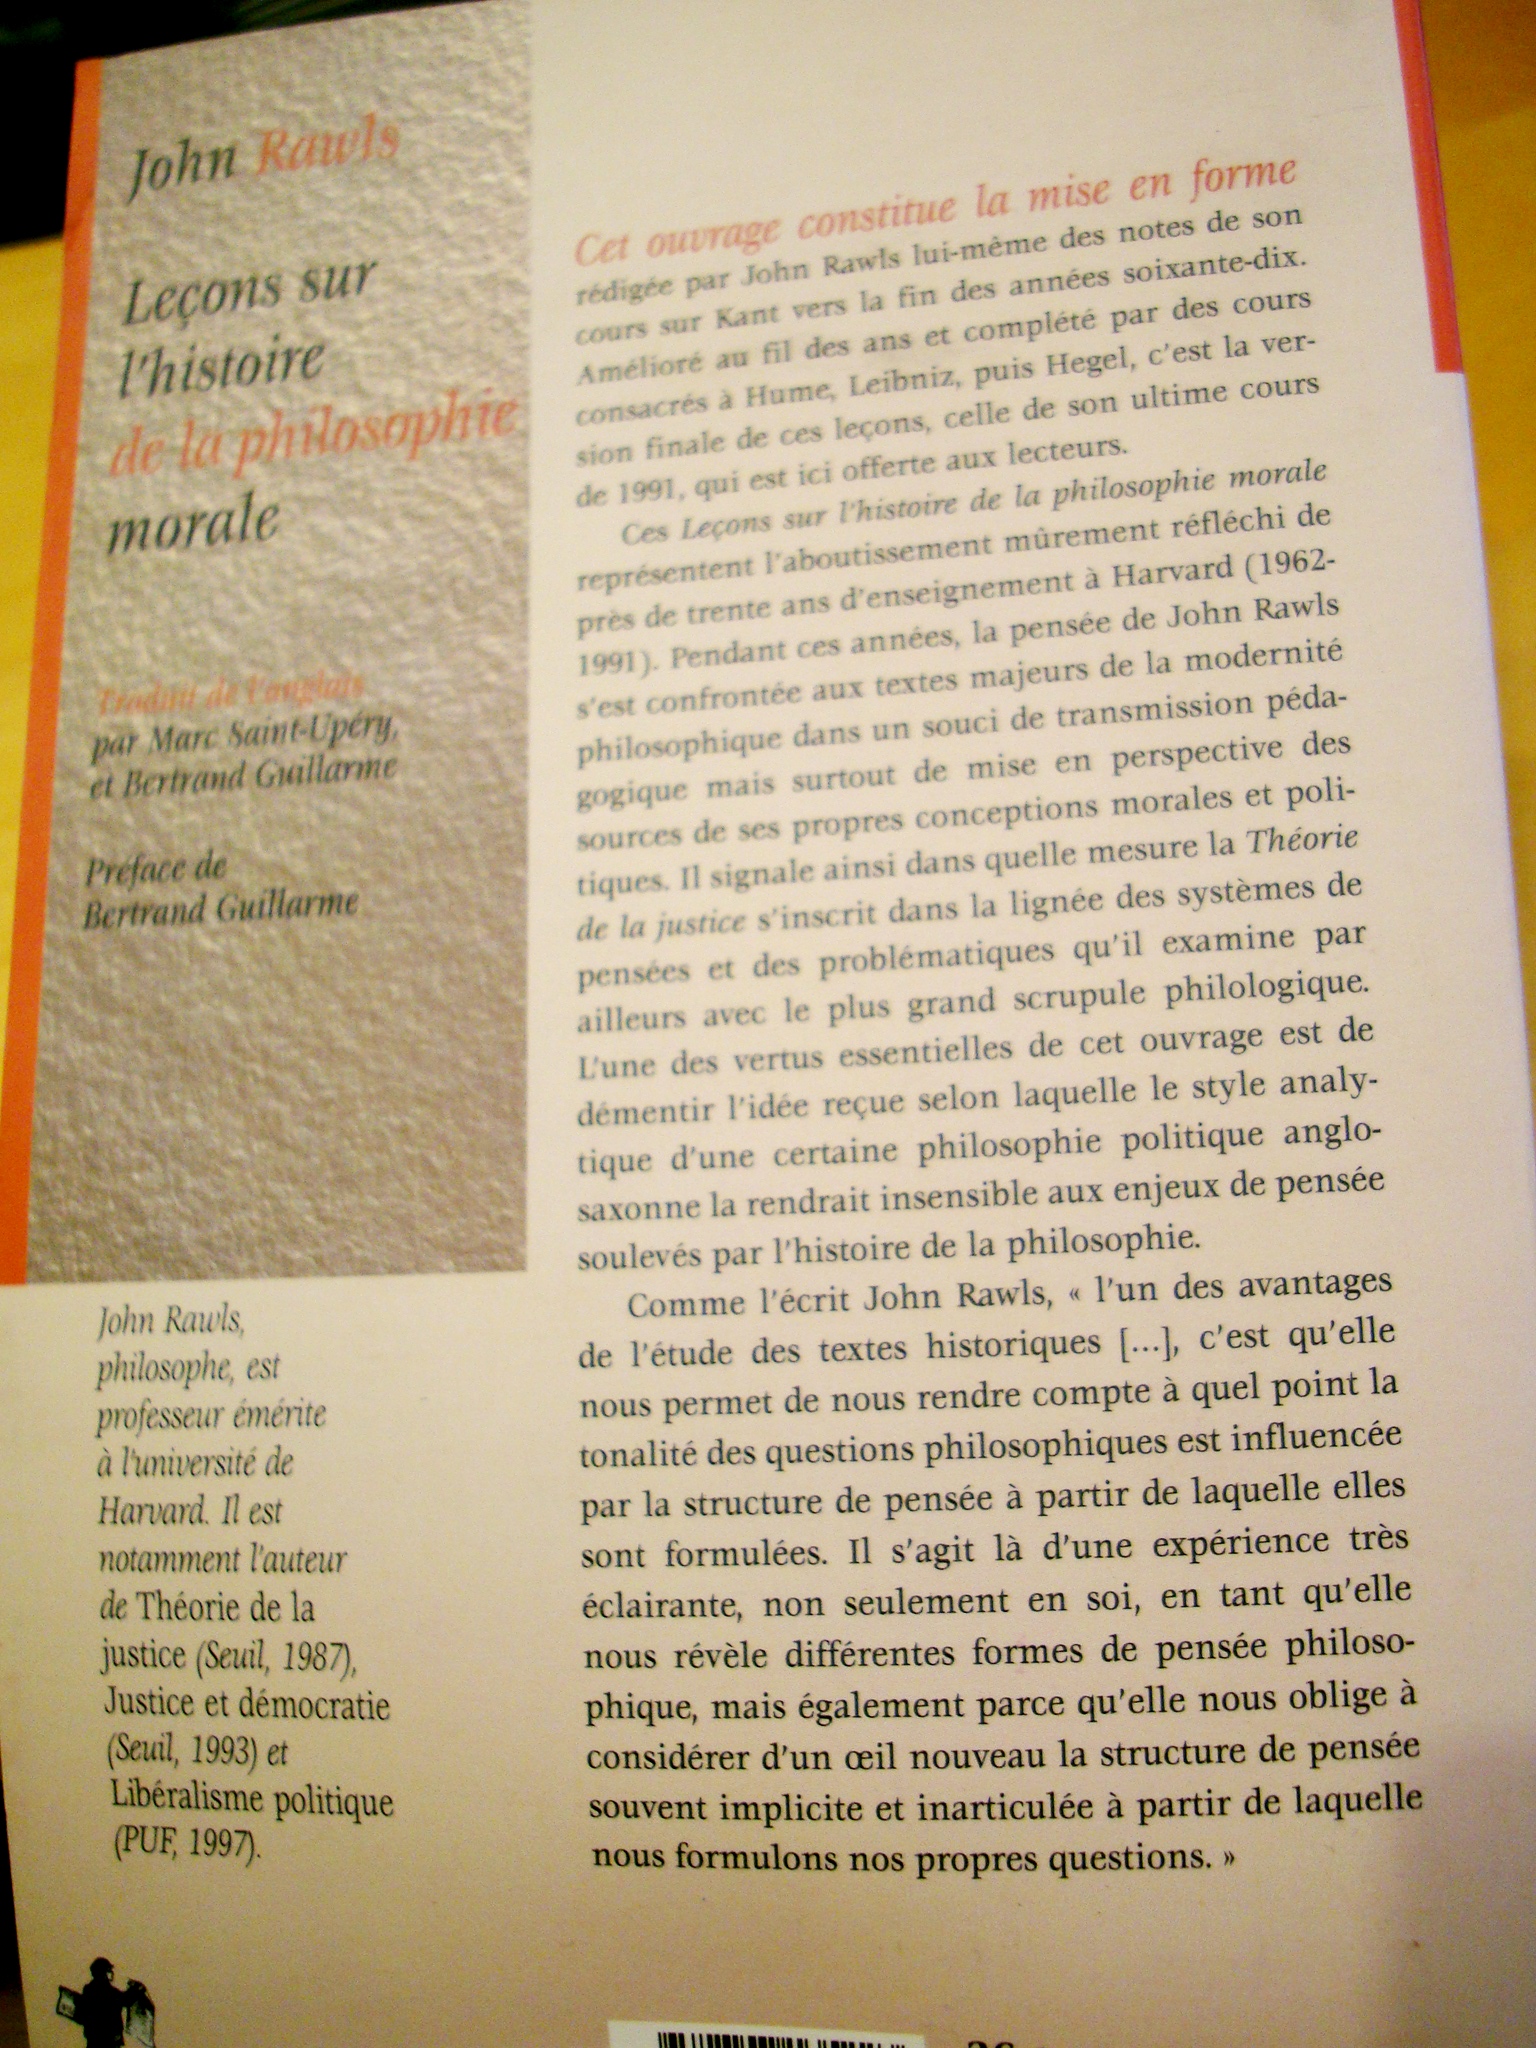 John Rawls
Leçons sur
l'histoire
de la philosophie
morale
Traduit de l'anglais
par Marc Saint-Upéry,
et Bertrand Guillarme
Préface de
Bertrand Guillarme
John Rawls,
philosophe, est
professeur émérite
à l'université de
Harvard. Il est
notamment l'auteur
de Théorie de la
justice (Seuil, 1987),
Justice et démocratie
(Seuil, 1993) et
Libéralisme politique
(PUF, 1997).
Cet ouvrage constitue la mise en forme
rédigée par John Rawls lui-même des notes de son
cours sur Kant vers la fin des années soixante-dix.
Amélioré au fil des ans et complété par des cours
consacrés à Hume, Leibniz, puis Hegel, c'est la ver-
sion finale de ces leçons, celle de son ultime cours
de 1991, qui est ici offerte aux lecteurs.
Ces Leçons sur l'histoire de la philosophie morale
représentent l'aboutissement mûrement réfléchi de
près de trente ans d'enseignement à Harvard (1962-
1991). Pendant ces années, la pensée de John Rawls
s'est confrontée aux textes majeurs de la modernité
philosophique dans un souci de transmission péda-
gogique mais surtout de mise en perspective des
sources de ses propres conceptions morales et poli-
tiques. Il signale ainsi dans quelle mesure la Théorie
de la justice s'inscrit dans la lignée des systèmes de
pensées et des problématiques qu'il examine par
ailleurs avec le plus grand scrupule philologique.
L'une des vertus essentielles de cet ouvrage est de
démentir l'idée reçue selon laquelle le style analy-
tique d'une certaine philosophie politique anglo-
saxonne la rendrait insensible aux enjeux de pensée
soulevés par l'histoire de la philosophie.
Comme l'écrit John Rawls, « l'un des avantages
de l'étude des textes historiques [...], c'est qu'elle
nous permet de nous rendre compte à quel point la
tonalité des questions philosophiques est influencée
par la structure de pensée à partir de laquelle elles
sont formulées. Il s'agit là d'une expérience très
éclairante, non seulement en soi, en tant qu'elle
nous révèle différentes formes de pensée philoso-
phique, mais également parce qu'elle nous oblige à
considérer d'un œil nouveau la structure de pensée
souvent implicite et inarticulée à partir de laquelle
nous formulons nos propres questions. »